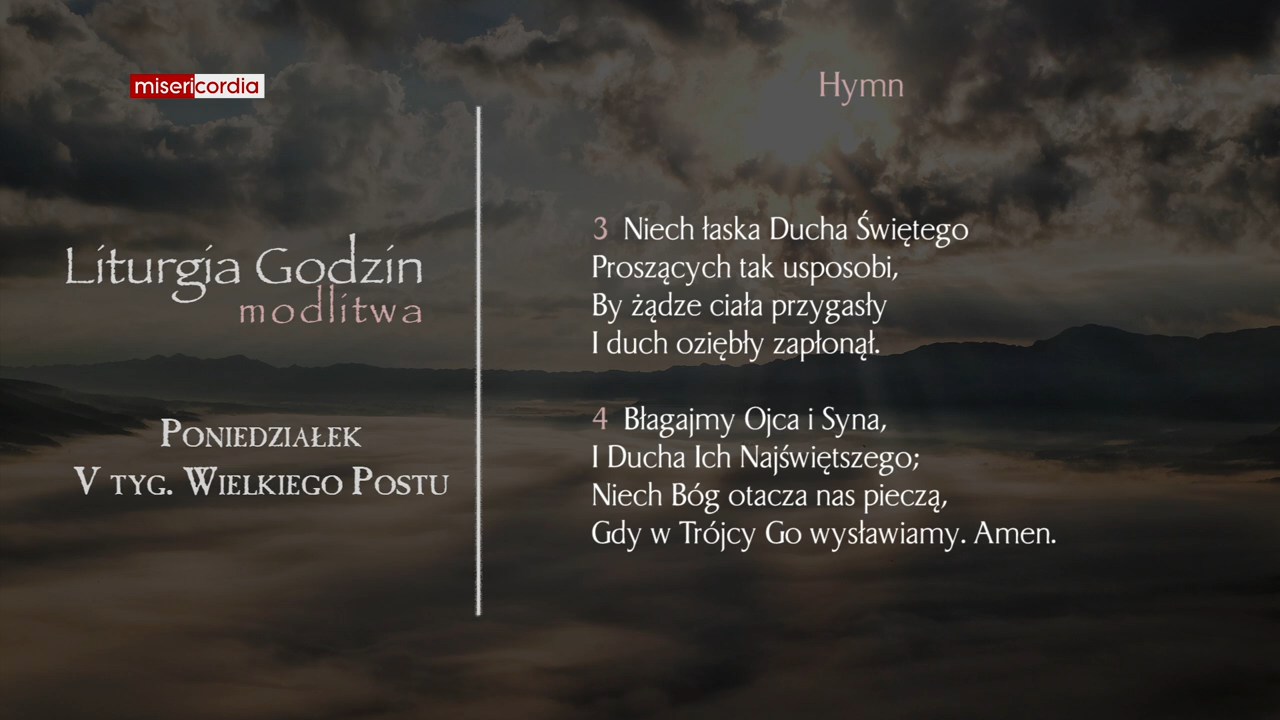 misericordia
Liturgia Godzin
modlitwa
Poniedziałek
V tyg. Wielkiego Postu
Hymn
3 Niech łaska Ducha Świętego
Proszących tak usposobi,
By żądze ciała przygasły
I duch oziębły zapłonął.
4 Błagajmy Ojca i Syna,
I Ducha Ich Najświętszego;
Niech Bóg otacza nas pieczą,
Gdy w Trójcy Go wysławiamy. Amen.